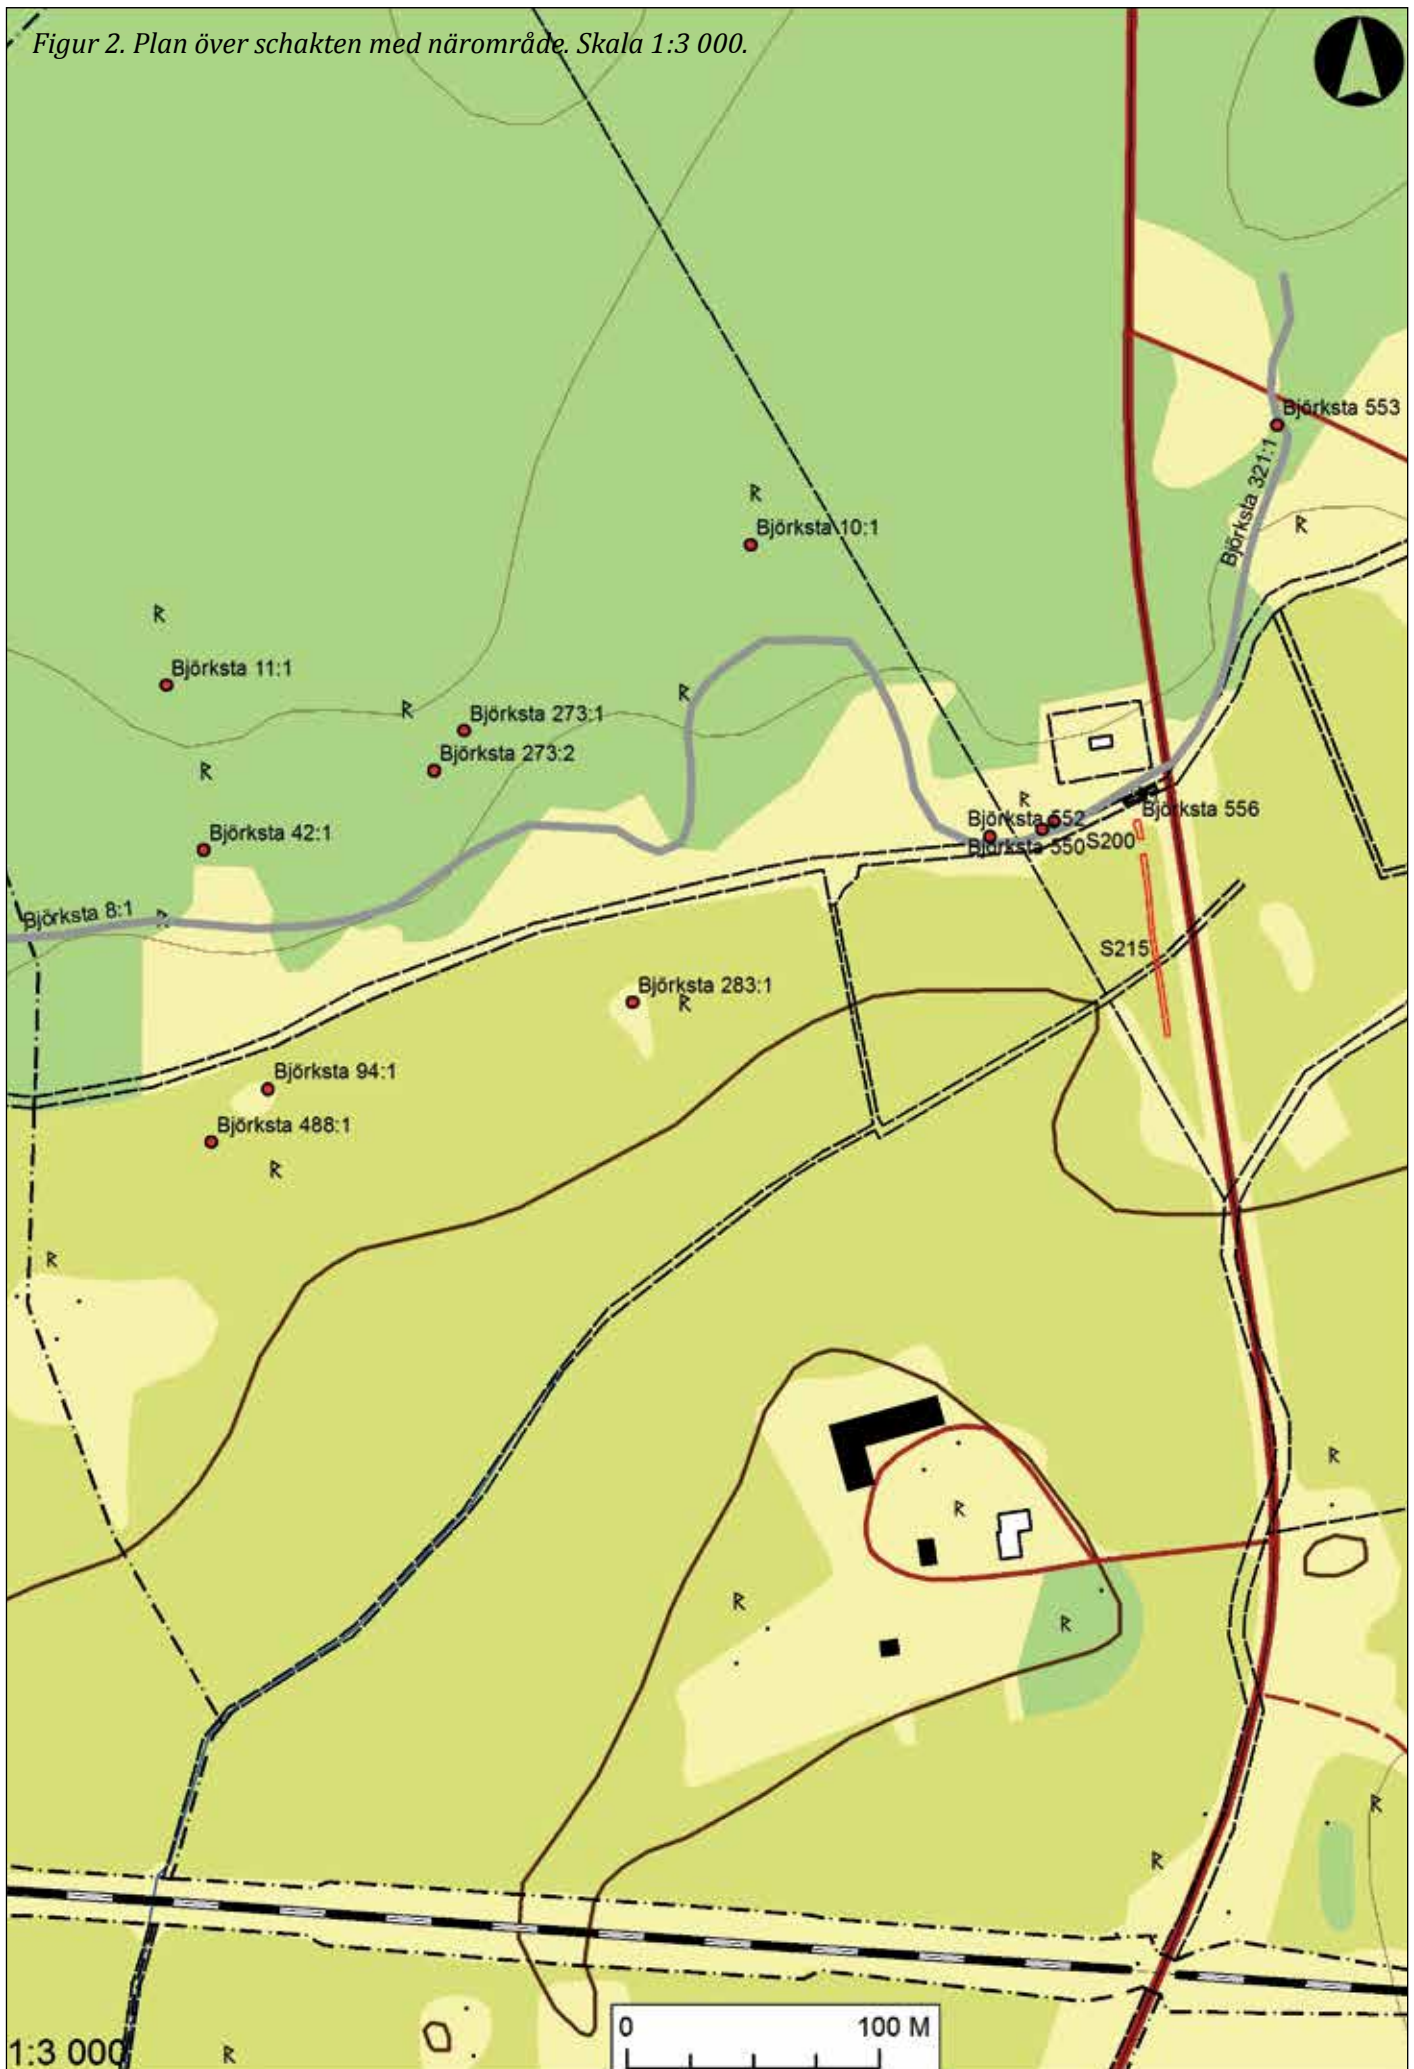 Figur 2. Plan över schakten med närområde. Skala 1:3 000.
Björksta 553
Björksta 321:1
R
Björksta 10:1
R
R
Björksta 11:1
R
Björksta 273:1
R
Björksta 273:2
R
Björksta 42:1
R
Björksta 552
Björksta 556
Björksta 550
S200
Björksta 8:1
R
S215
Björksta 283:1
R
Björksta 94:1
Björksta 488:1
R
R
R
R
R
R
R
R
0 100 M
1:3 000
R